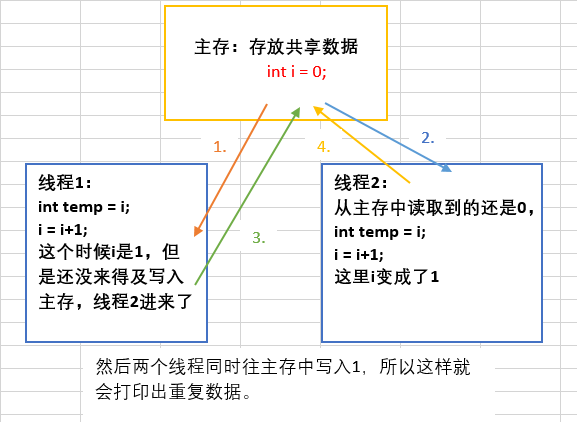 主存：存放共享数据
int i = 0;
1.
4.
2.
3.
线程1：
int temp = i;
i = i+1;
这个时候i是1，但
是还没来得及写入
主存，线程2进来了
线程2：
从主存中读取到的还是0，
int temp = i;
i = i+1;
这里i变成了1
然后两个线程同时往主存中写入1，所以这样就
会打印出重复数据。